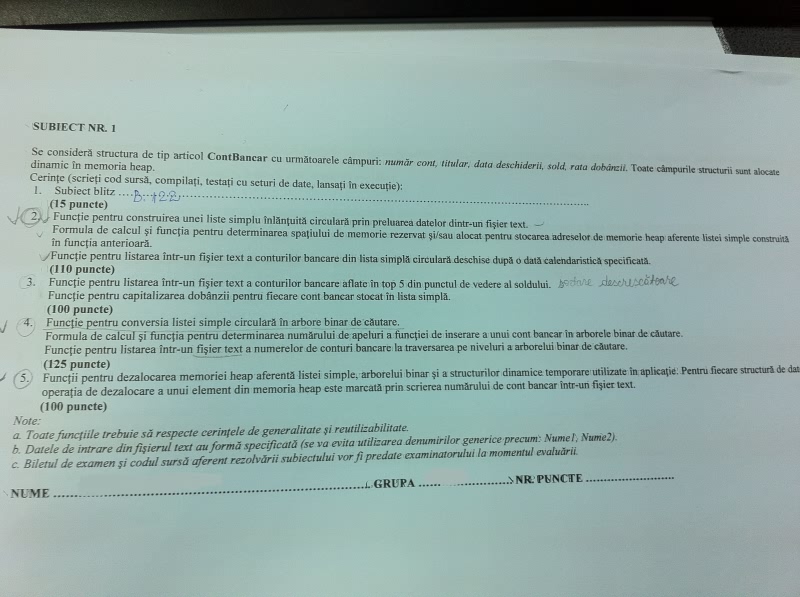 SUBIECT NR. 1
Se consideră structura de tip articol ContBancar cu următoarele câmpuri: număr cont, titular, data deschiderii, sold, rata dobânzii. Toate câmpurile structurii sunt alocate
dinamic în memoria heap.
Cerințe (scrieți cod sursă, compilați, testați cu seturi de date, lansați în execuție):
1. Subiect blitz ....B. 122....
(15 puncte)
2. Funcție pentru construirea unei liste simplu înlănțuită circulară prin preluarea datelor dintr-un fișier text.
Formula de calcul și funcția pentru determinarea spațiului de memorie rezervat și/sau alocat pentru stocarea adreselor de memorie heap aferente listei simple construită
în funcția anterioară.
Funcție pentru listarea într-un fișier text a conturilor bancare din lista simplă circulară deschise după o dată calendaristică specificată.
(110 puncte)
3. Funcție pentru listarea într-un fișier text a conturilor bancare aflate în top 5 din punctul de vedere al soldului. sortare descrescătoare
Funcție pentru capitalizarea dobânzii pentru fiecare cont bancar stocat în lista simplă.
(100 puncte)
4. Funcție pentru conversia listei simple circulară în arbore binar de căutare.
Formula de calcul și funcția pentru determinarea numărului de apeluri a funcției de inserare a unui cont bancar în arborele binar de căutare.
Funcție pentru listarea într-un fișier text a numerelor de conturi bancare la traversarea pe niveluri a arborelui binar de căutare.
(125 puncte)
5. Funcții pentru dezalocarea memoriei heap aferentă listei simple, arborelui binar și a structurilor dinamice temporare utilizate în aplicație. Pentru fiecare structură de dat
operația de dezalocare a unui element din memoria heap este marcată prin scrierea numărului de cont bancar într-un fișier text.
(100 puncte)
Note:
a. Toate funcțiile trebuie să respecte cerințele de generalitate și reutilizabilitate.
b. Datele de intrare din fișierul text au formă specificată (se va evita utilizarea denumirilor generice precum: Nume1, Nume2).
c. Biletul de examen și codul sursă aferent rezolvării subiectului vor fi predate examinatorului la momentul evaluării.
NUME .......... GRUPA .......... NR. PUNCTE ..........